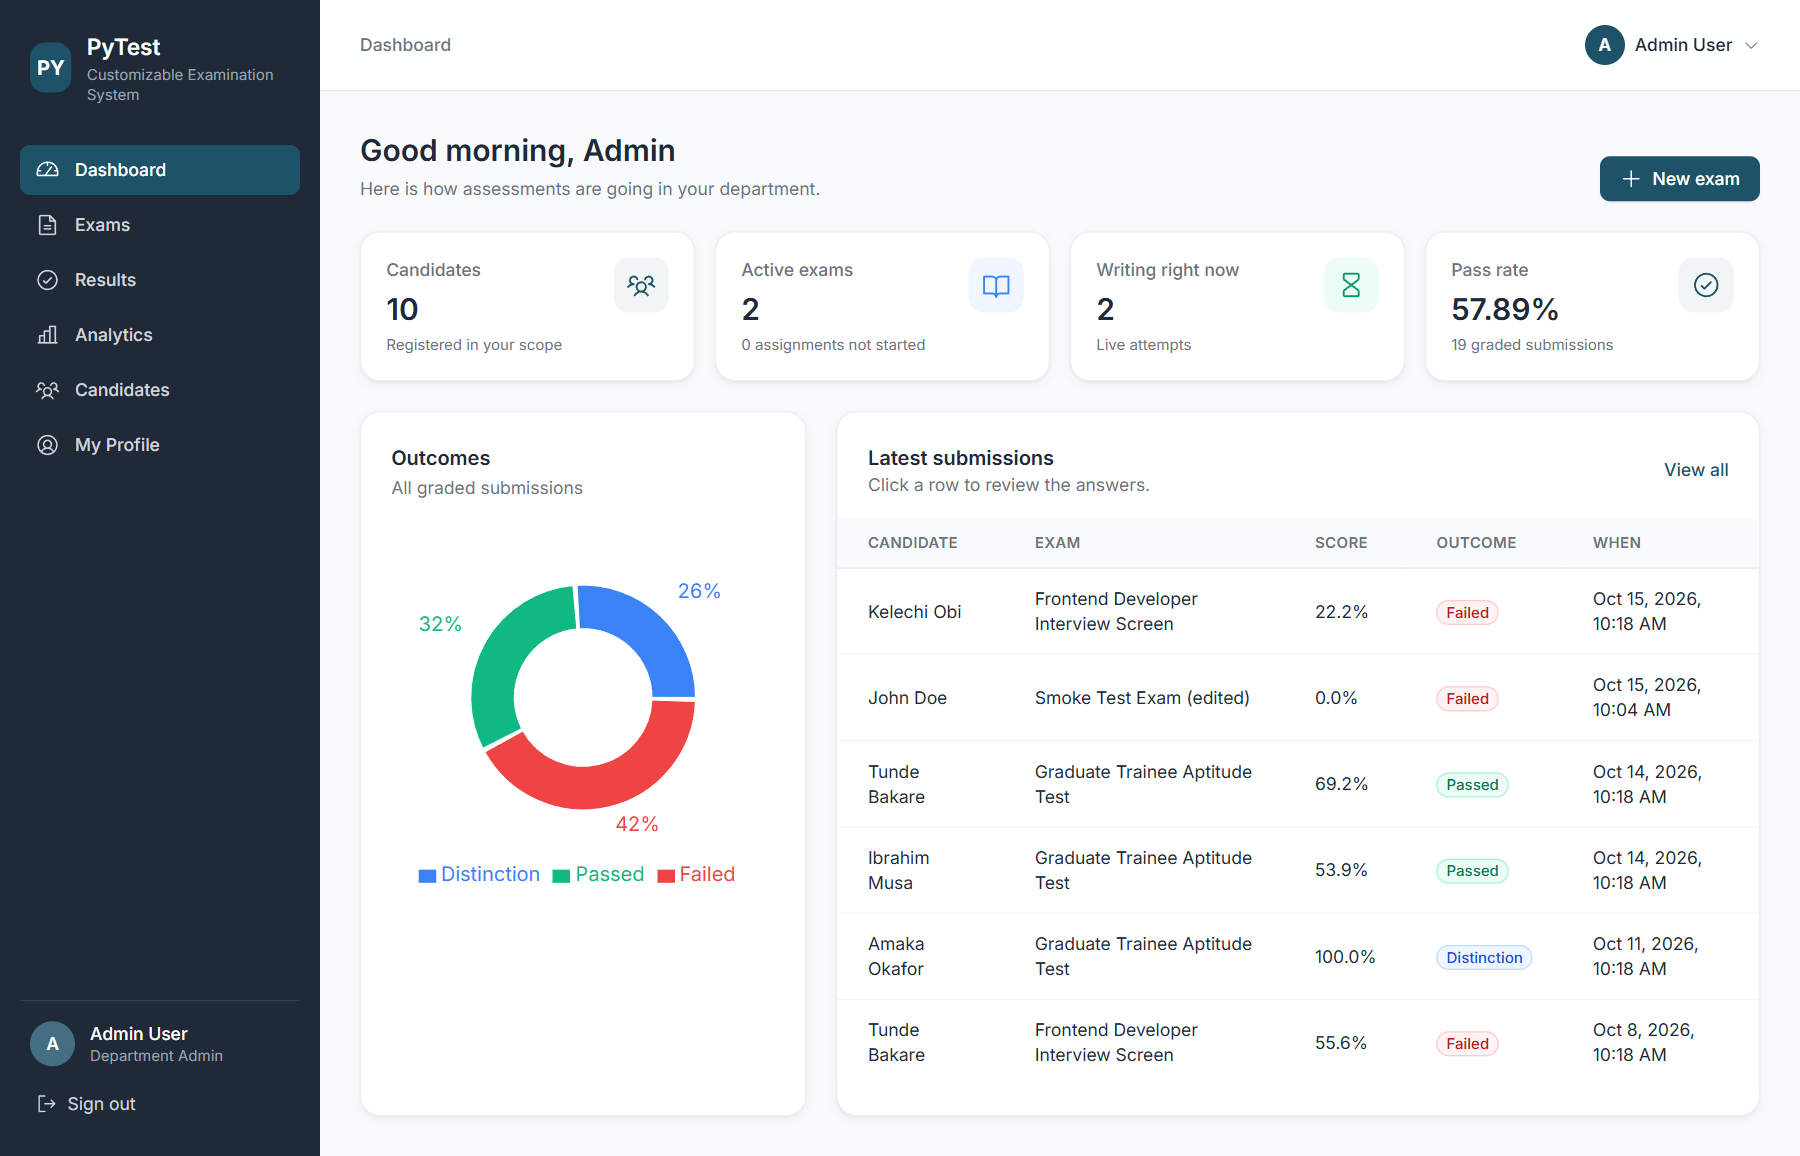 PY
PyTest
Customizable Examination
System
Dashboard
Exams
Results
Analytics
Candidates
My Profile
A
Admin User
Department Admin
Sign out
Dashboard
A
Admin User
Good morning, Admin
Here is how assessments are going in your department.
New exam
Candidates
10
Registered in your scope
Active exams
2
0 assignments not started
Writing right now
2
Live attempts
Pass rate
57.89%
19 graded submissions
Outcomes
All graded submissions
26%
32%
42%
Distinction
Passed
Failed
Latest submissions
Click a row to review the answers.
View all
CANDIDATE EXAM SCORE OUTCOME WHEN
Kelechi Obi
Frontend Developer
Interview Screen
22.2%
Failed
Oct 15, 2026,
10:18 AM
John Doe
Smoke Test Exam (edited)
0.0%
Failed
Oct 15, 2026,
10:04 AM
Tunde
Bakare
Graduate Trainee Aptitude
Test
69.2%
Passed
Oct 14, 2026,
10:18 AM
Ibrahim
Musa
Graduate Trainee Aptitude
Test
53.9%
Passed
Oct 14, 2026,
10:18 AM
Amaka
Okafor
Graduate Trainee Aptitude
Test
100.0%
Distinction
Oct 11, 2026,
10:18 AM
Tunde
Bakare
Frontend Developer
Interview Screen
55.6%
Failed
Oct 8, 2026,
10:18 AM